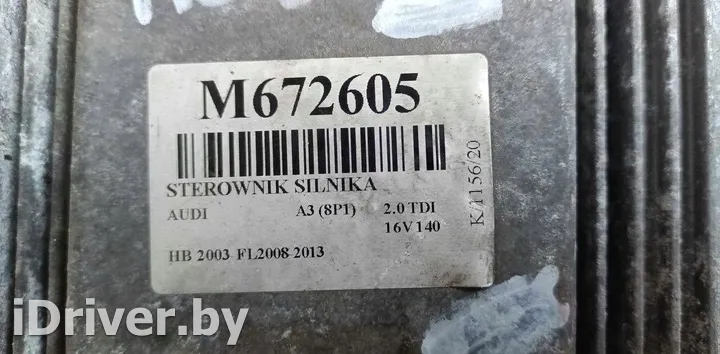 M672605
STEROWNIK SILNIKA
AUDI A3 (8P1) 2.0 TDI
16V 140
HB 2003-FL2008-2013
K/1156/20
iDriver.by